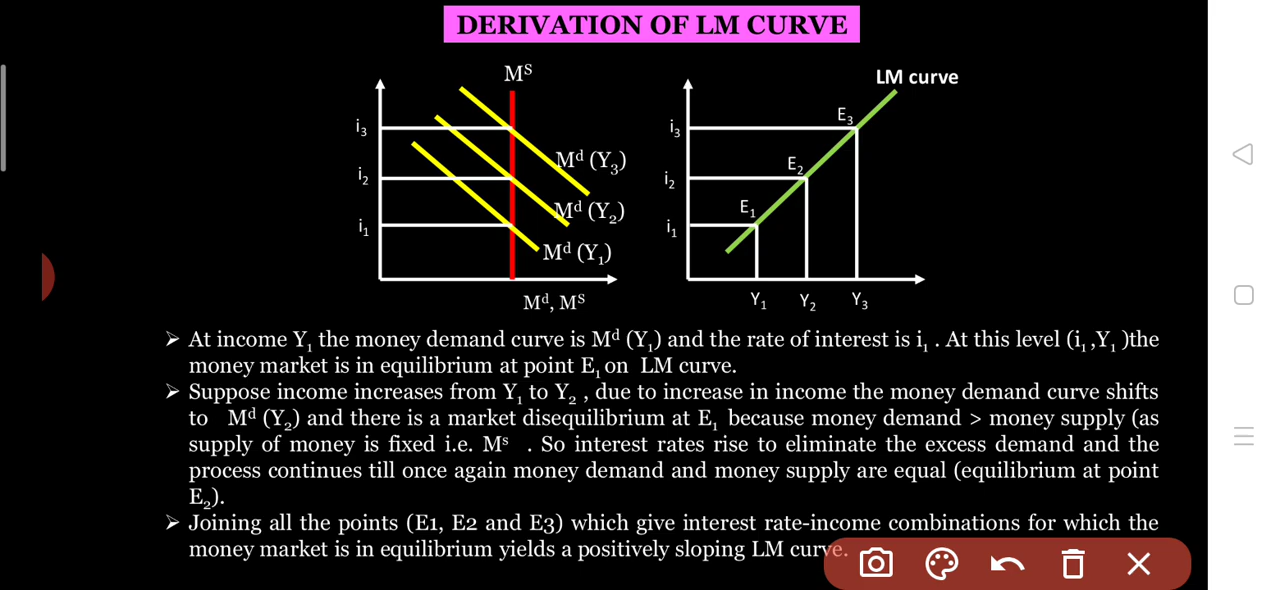 DERIVATION OF LM CURVE
Mˢ
LM curve
i₃
i₂
i₁
Mᵈ (Y₃)
Mᵈ (Y₂)
Mᵈ (Y₁)
Mᵈ, Mˢ
i₃
i₂
i₁
E₃
E₂
E₁
Y₁ Y₂ Y₃
➢ At income Y₁ the money demand curve is Mᵈ (Y₁) and the rate of interest is i₁ . At this level (i₁ ,Y₁ )the
money market is in equilibrium at point E₁ on LM curve.
➢ Suppose income increases from Y₁ to Y₂ , due to increase in income the money demand curve shifts
to Mᵈ (Y₂) and there is a market disequilibrium at E₁ because money demand > money supply (as
supply of money is fixed i.e. Mˢ . So interest rates rise to eliminate the excess demand and the
process continues till once again money demand and money supply are equal (equilibrium at point
E₂).
➢ Joining all the points (E1, E2 and E3) which give interest rate-income combinations for which the
money market is in equilibrium yields a positively sloping LM curve.